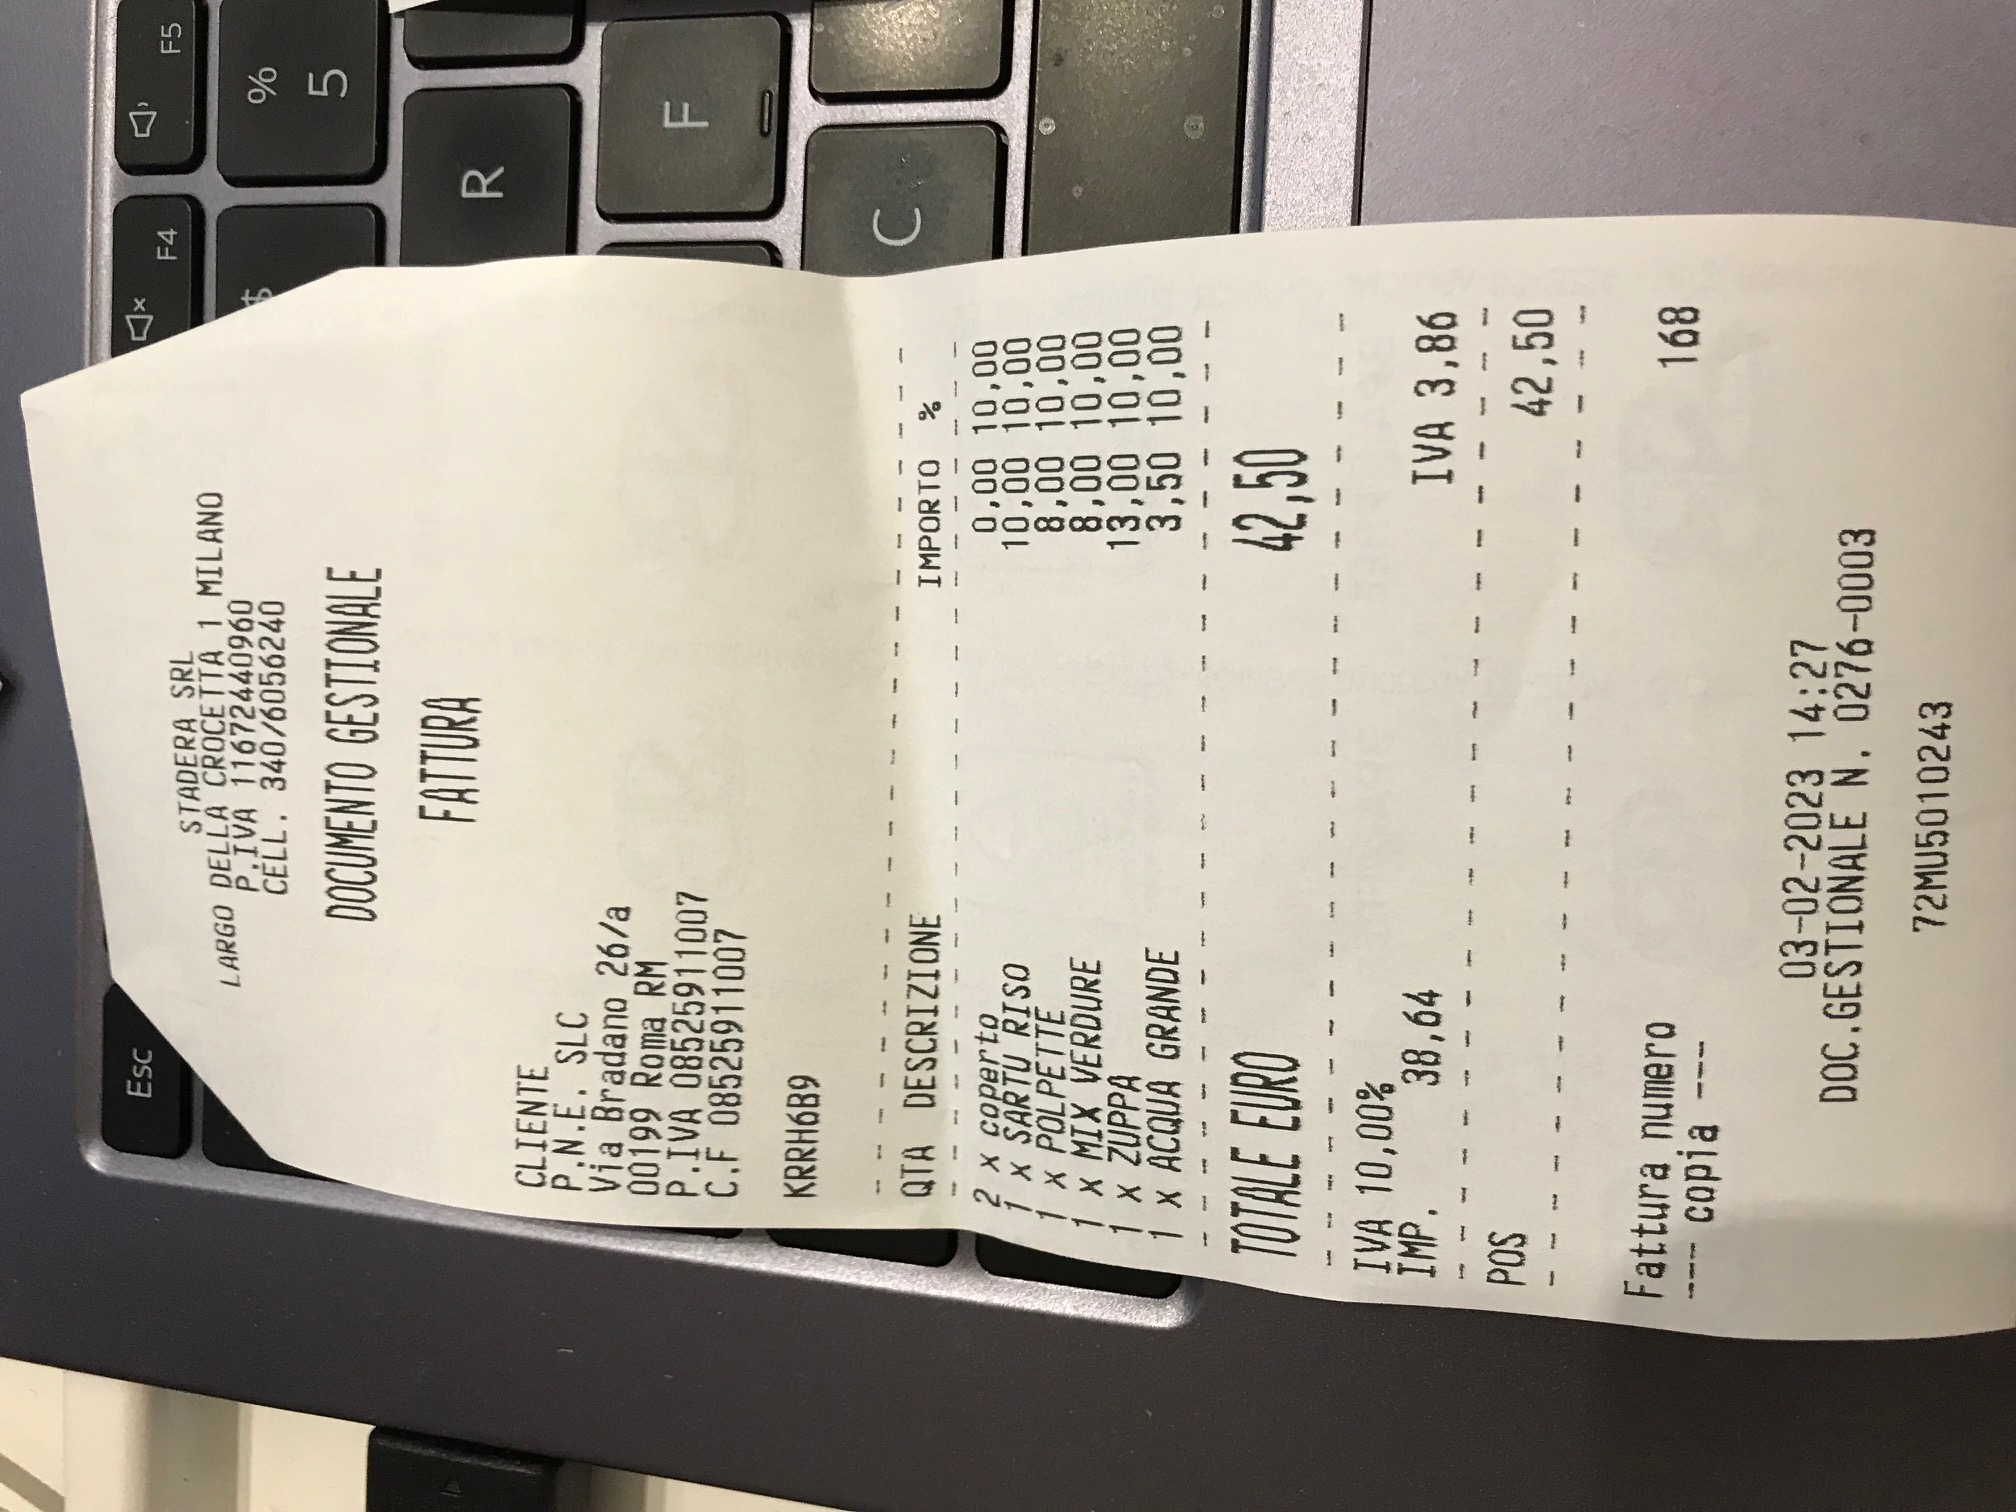 STADERA SRL
LARGO DELLA CROCETTA 1 MILANO
P.IVA 11672440960
CELL. 340/6056240
DOCUMENTO GESTIONALE
FATTURA
CLIENTE
P.N.E. SLC
Via Bradano 26/a
00199 Roma RM
P.IVA 08525911007
C.F 08525911007
KRRH6B9
QTA DESCRIZIONE IMPORTO %
2 x coperto 0,00 10,00
1 x SARTU RISO 10,00 10,00
1 x POLPETTE 8,00 10,00
1 x MIX VERDURE 8,00 10,00
1 x ZUPPA 13,00 10,00
1 x ACQUA GRANDE 3,50 10,00
TOTALE EURO 42,50
IVA 10,00%
IMP. 38,64 IVA 3,86
POS 42,50
Fattura numero 168
--- copia ---
03-02-2023 14:27
DOC.GESTIONALE N. 0276-0003
72MU5010243
Esc
F4
F5
$
%
5
R
F
C